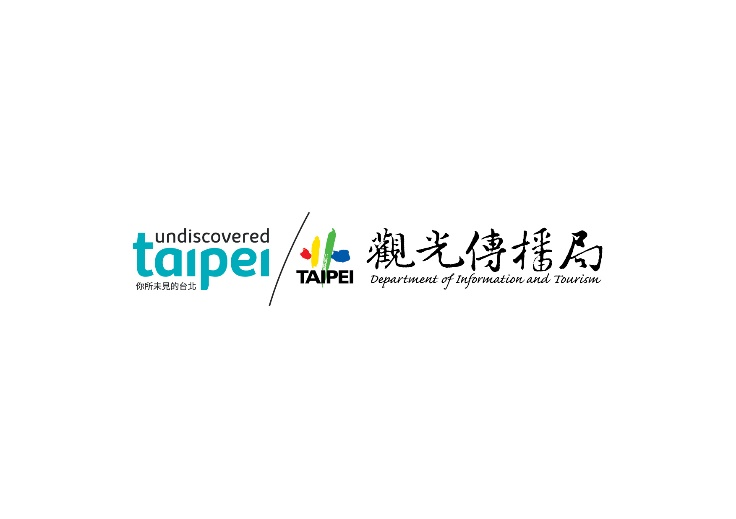 undiscovered
taipei
你所未見的台北
TAIPEI
觀光傳播局
Department of Information and Tourism